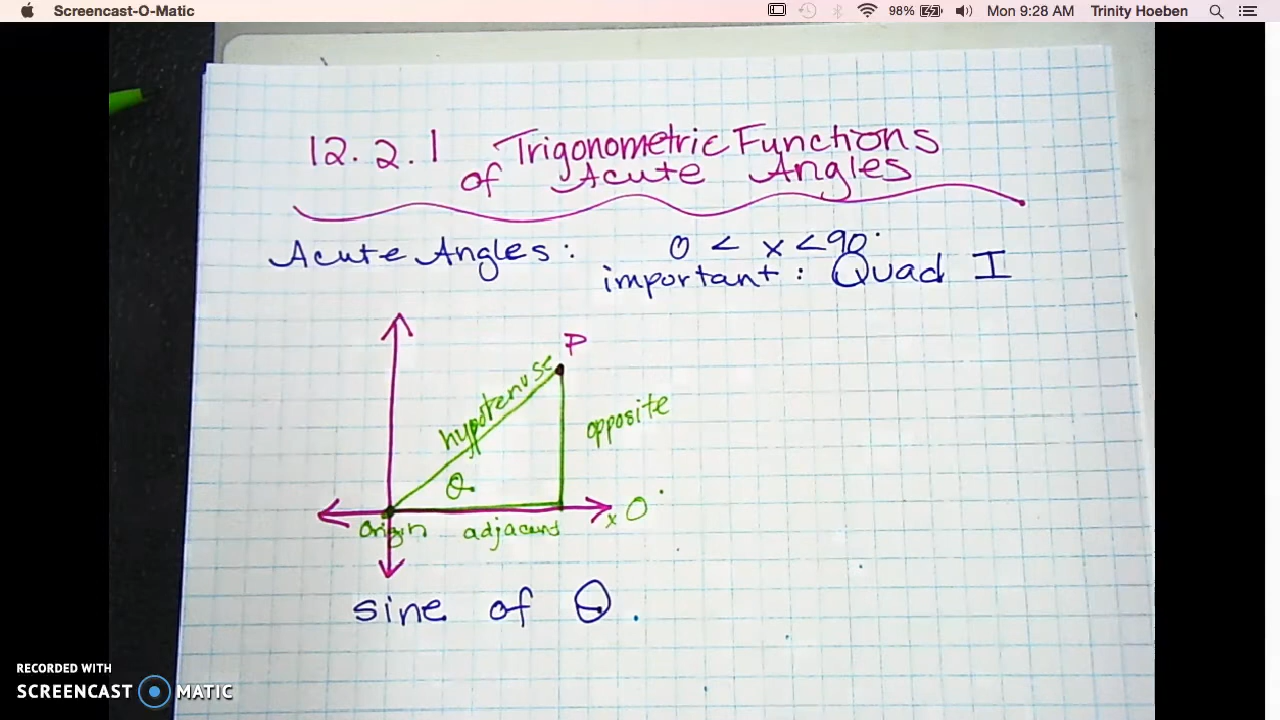 Screencast-O-Matic 98% Mon 9:28 AM Trinity Hoeben
12.2.1 Trigonometric Functions
of Acute Angles
Acute Angles: 0 < x < 90°
important: Quad I
P
hypotenuse
opposite
θ
x 0°
origin adjacent
sine of θ.
RECORDED WITH
SCREENCAST MATIC